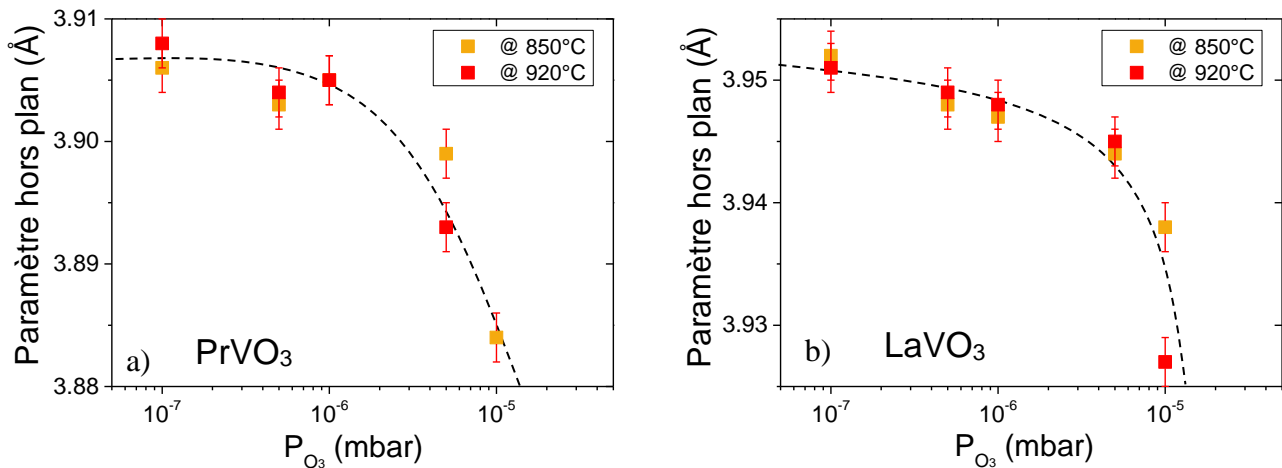 3.91
3.90
3.89
3.88
Paramètre hors plan (Å)
@ 850°C
@ 920°C
a) PrVO₃
10⁻⁷ 10⁻⁶ 10⁻⁵
P_O₃ (mbar)
3.95
3.94
3.93
Paramètre hors plan (Å)
@ 850°C
@ 920°C
b) LaVO₃
10⁻⁷ 10⁻⁶ 10⁻⁵
P_O₃ (mbar)